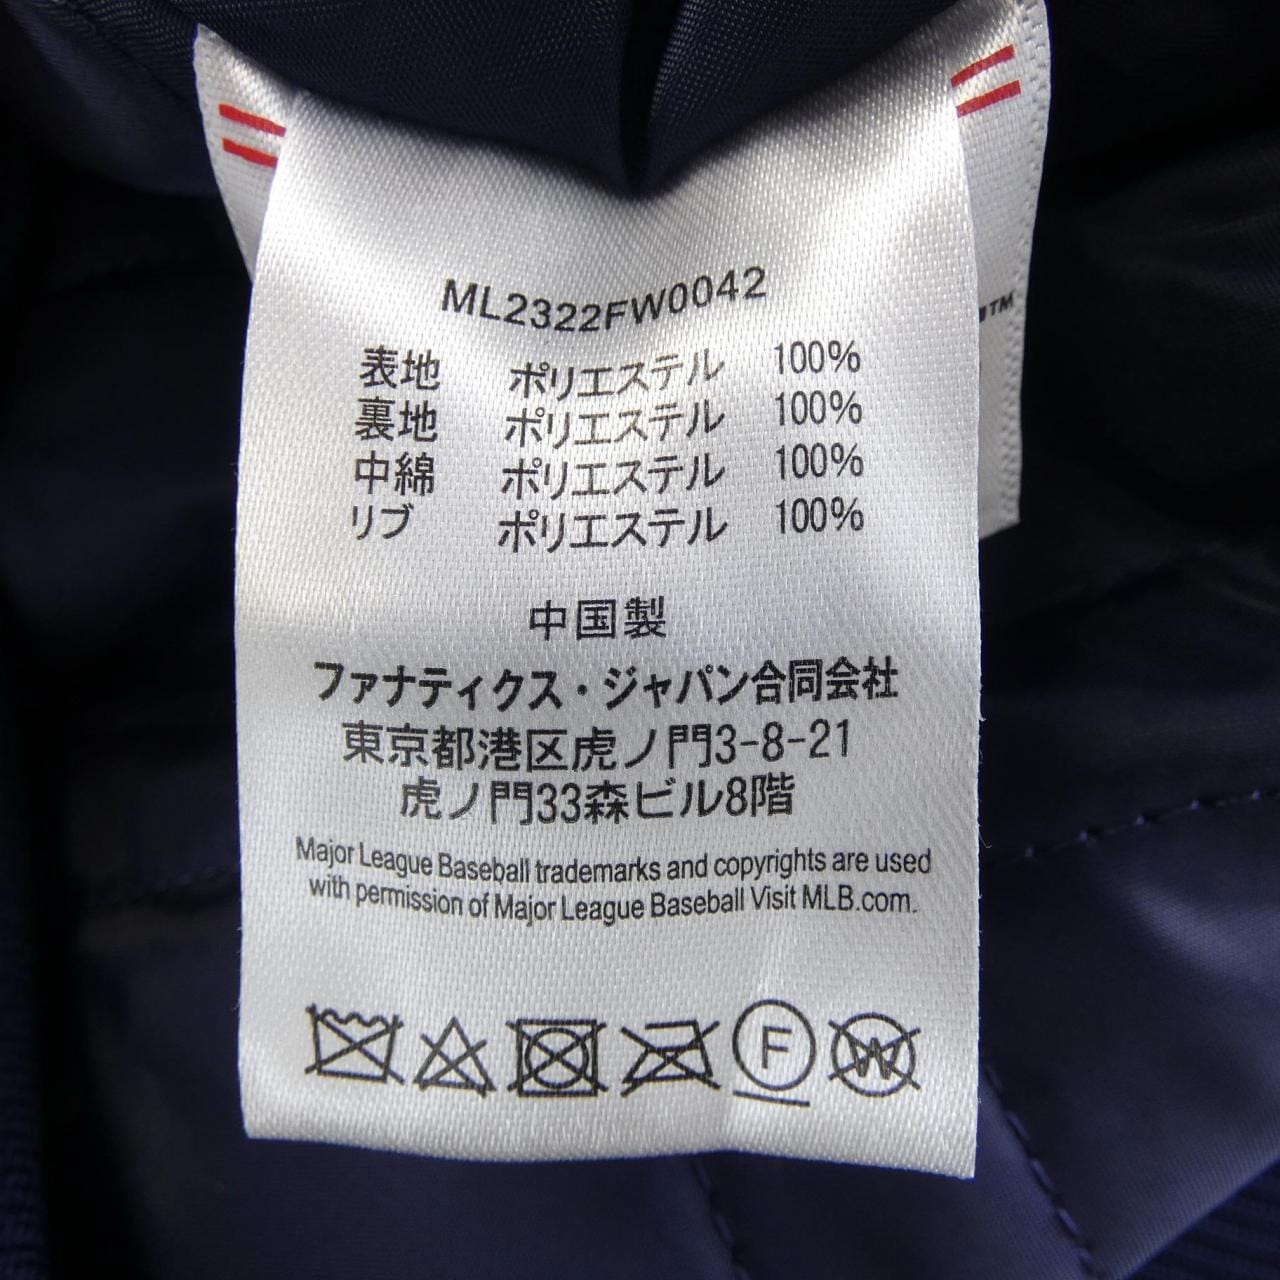 ML2322FW0042
表地 ポリエステル 100%
裏地 ポリエステル 100%
中綿 ポリエステル 100%
リブ ポリエステル 100%
中国製
ファナティクス・ジャパン合同会社
東京都港区虎ノ門3-8-21
虎ノ門33森ビル8階
Major League Baseball trademarks and copyrights are used
with permission of Major League Baseball Visit MLB.com.
F
W
TM